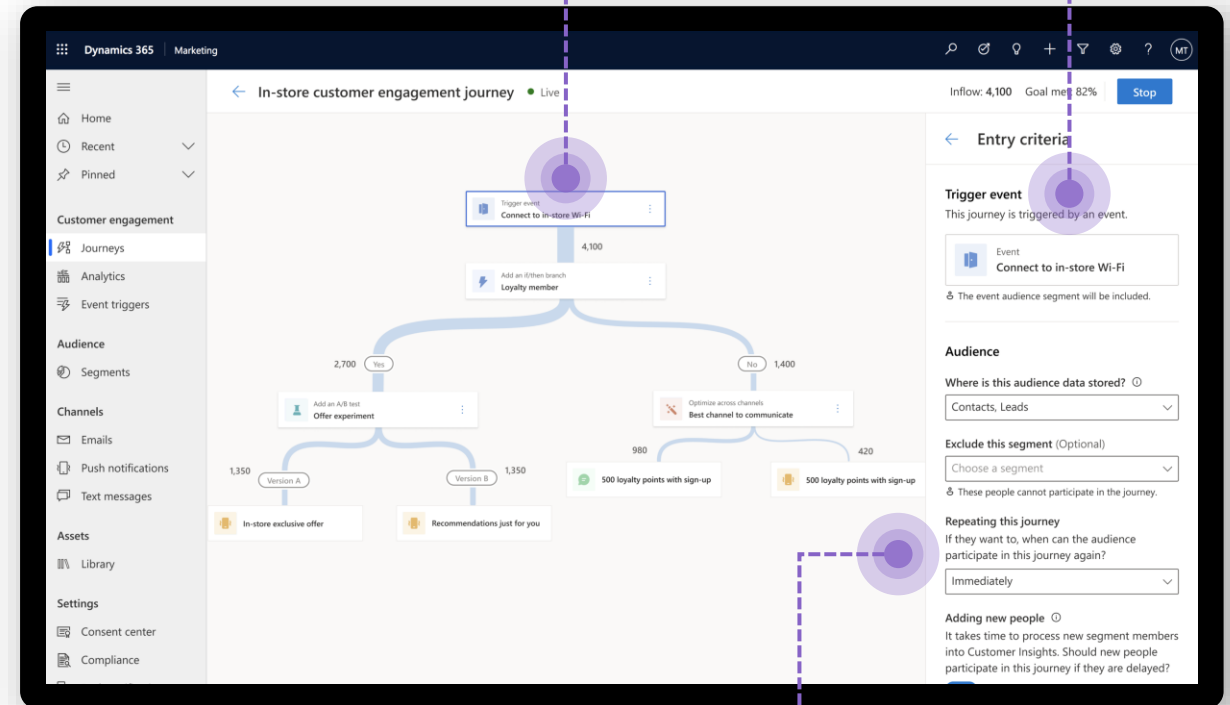 Dynamics 365
Marketing
MT
In-store customer engagement journey
Live
Inflow: 4,100
Goal met: 82%
Stop
Home
Recent
Pinned
Customer engagement
Journeys
Analytics
Event triggers
Audience
Segments
Channels
Emails
Push notifications
Text messages
Assets
Library
Settings
Consent center
Compliance
Trigger event
Connect to in-store Wi-Fi
4,100
Add an if/then branch
Loyalty member
2,700
Yes
No
1,400
Add an A/B test
Offer experiment
Optimize across channels
Best channel to communicate
980
420
1,350
Version A
Version B
1,350
500 loyalty points with sign-up
500 loyalty points with sign-up
In-store exclusive offer
Recommendations just for you
Entry criteria
Trigger event
This journey is triggered by an event.
Event
Connect to in-store Wi-Fi
The event audience segment will be included.
Audience
Where is this audience data stored?
Contacts, Leads
Exclude this segment (Optional)
Choose a segment
These people cannot participate in the journey.
Repeating this journey
If they want to, when can the audience
participate in this journey again?
Immediately
Adding new people
It takes time to process new segment members
into Customer Insights. Should new people
participate in this journey if they are delayed?